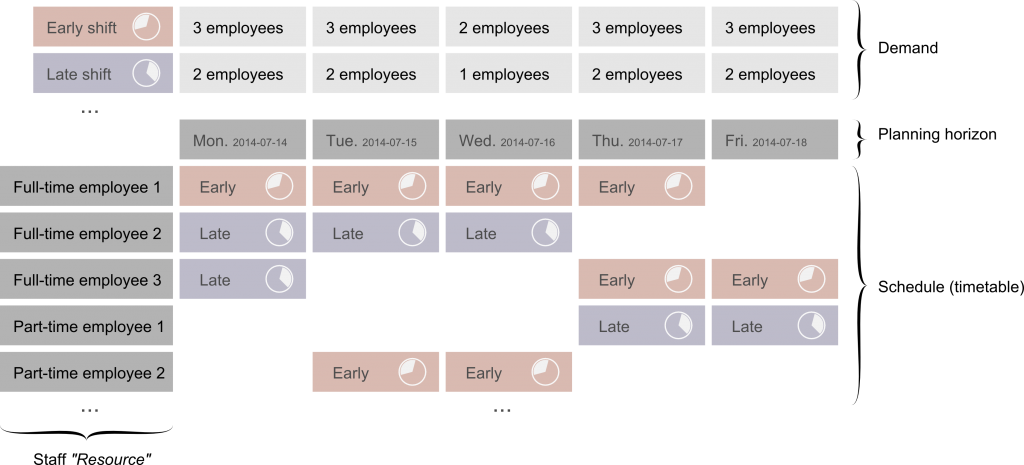 Early shift 3 employees 3 employees 2 employees 3 employees 3 employees
Demand
Late shift 2 employees 2 employees 1 employees 2 employees 2 employees
...
Mon. 2014-07-14 Tue. 2014-07-15 Wed. 2014-07-16 Thu. 2014-07-17 Fri. 2014-07-18 Planning horizon
Full-time employee 1 Early Early Early Early
Full-time employee 2 Late Late Late
Full-time employee 3 Late Early Early Schedule (timetable)
Part-time employee 1 Late Late
Part-time employee 2 Early Early
... ...
Staff "Resource"